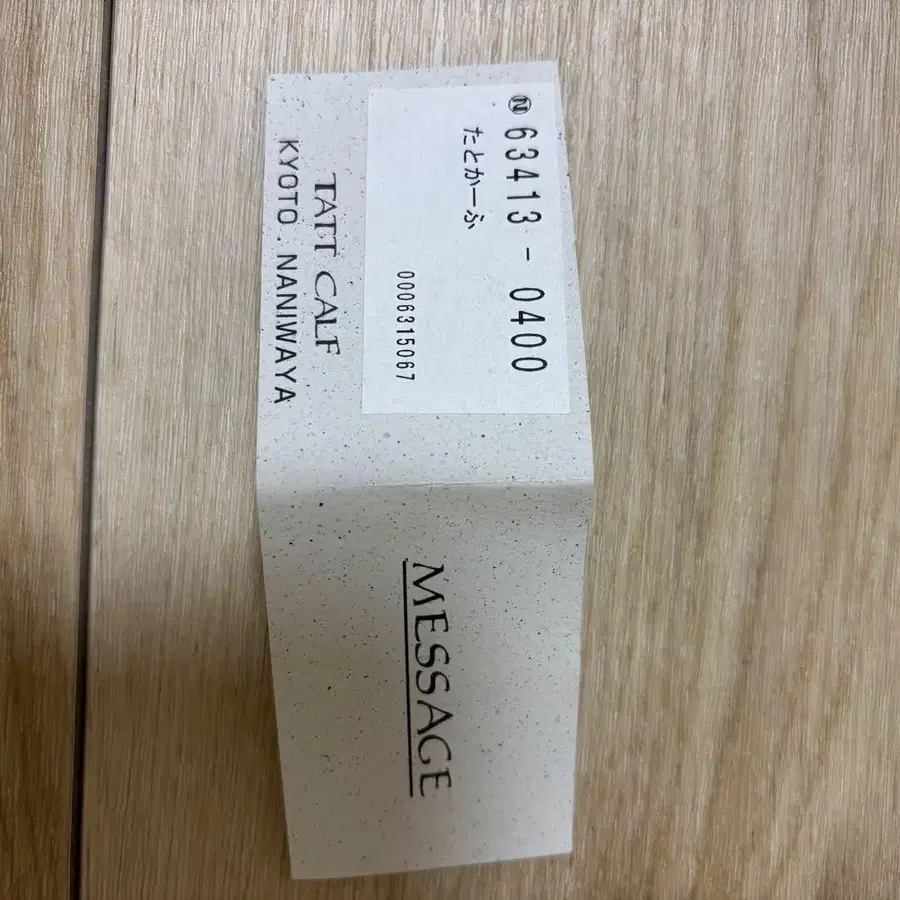 Ⓝ 63413 - 0400
たとかーふ
0006315067
TATT CALF
KYOTO . NANIWAYA
MESSAGE